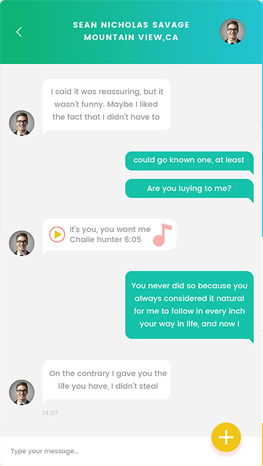 SEAN NICHOLAS SAVAGE
MOUNTAIN VIEW,CA
I said it was reassuring, but it
wasn't funny. Maybe I liked
the fact that I didn't have to
could go known one, at least
Are you luying to me?
It's you, you want me
Challe hunter 6:05
You never did so because you
always considered it natural
for me to follow in every inch
your way in life, and now I
On the contrary I gave you the
life you have, I didn't steal
14:07
Type your message...